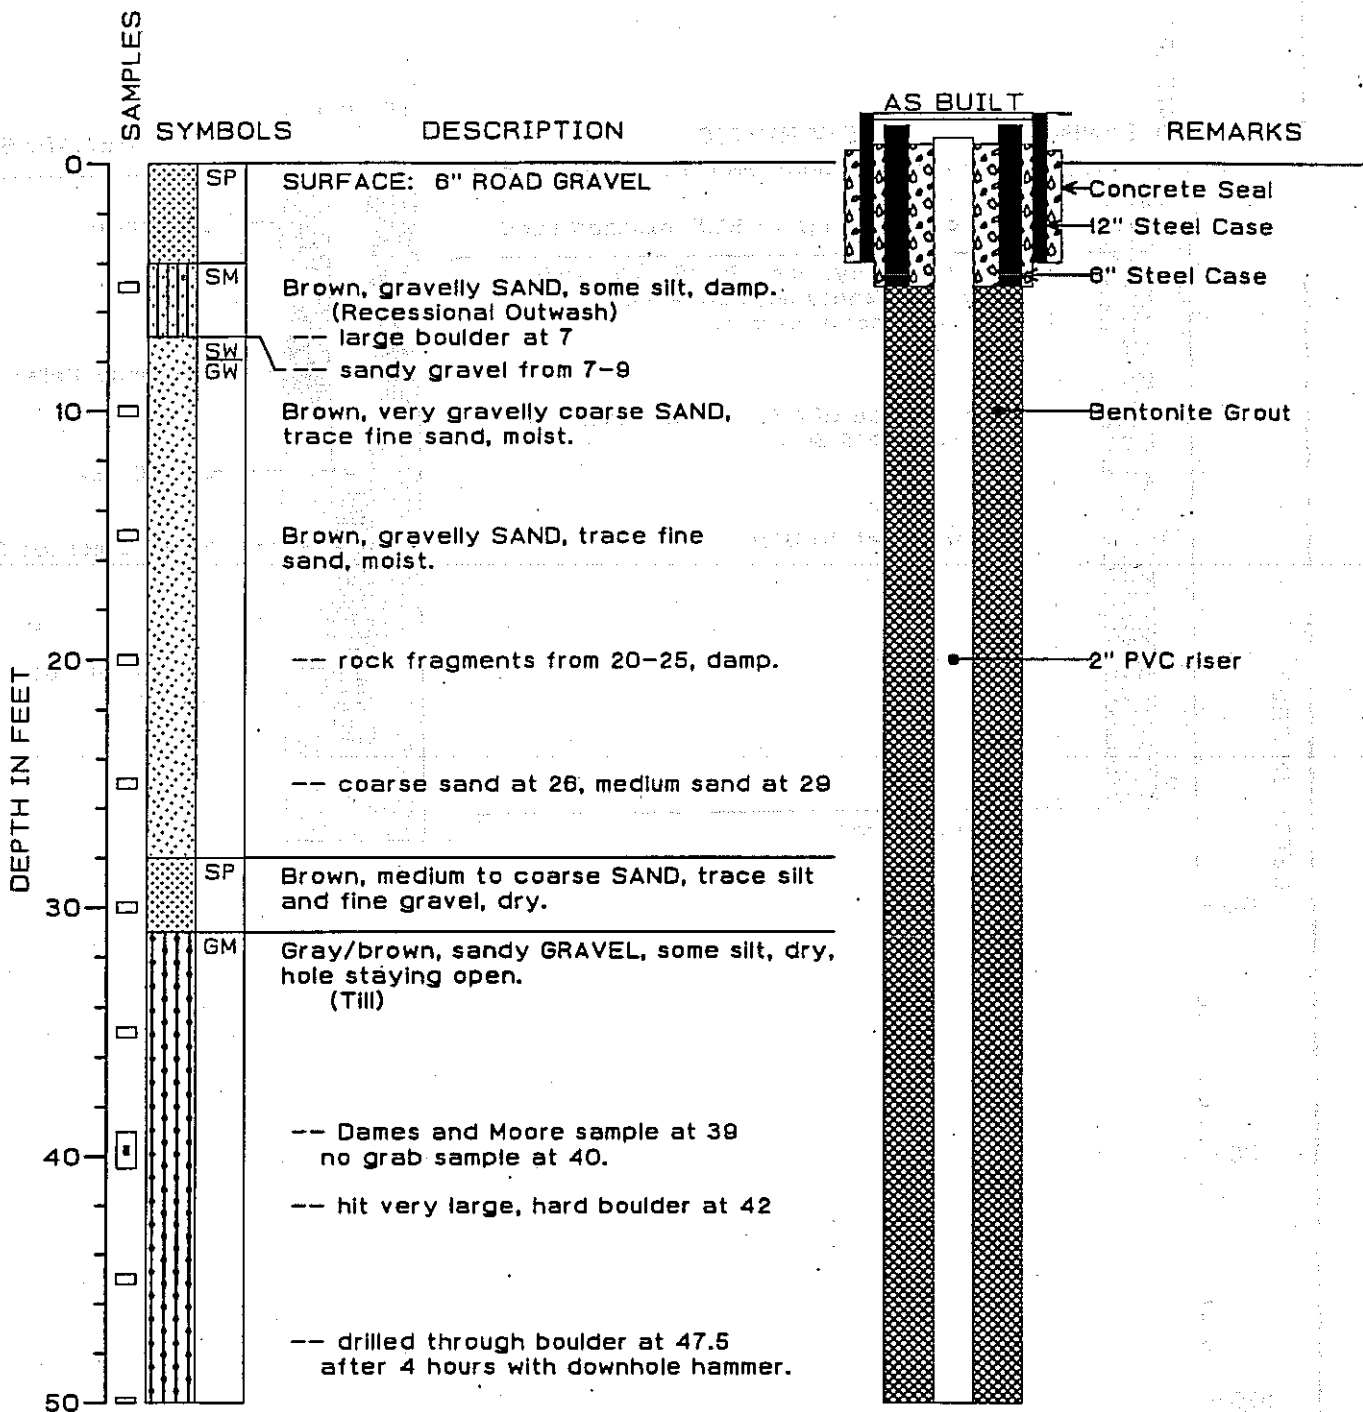 SAMPLES
SYMBOLS
DESCRIPTION
AS BUILT
REMARKS
DEPTH IN FEET
0
SP
SURFACE: 6" ROAD GRAVEL
Concrete Seal
12" Steel Case
SM
Brown, gravelly SAND, some silt, damp.
6" Steel Case
(Recessional Outwash)
-- large boulder at 7
SW
GW
-- sandy gravel from 7-9
10
Brown, very gravelly coarse SAND,
trace fine sand, moist.
Bentonite Grout
Brown, gravelly SAND, trace fine
sand, moist.
20
-- rock fragments from 20-25, damp.
2" PVC riser
-- coarse sand at 26, medium sand at 29
SP
Brown, medium to coarse SAND, trace silt
and fine gravel, dry.
30
GM
Gray/brown, sandy GRAVEL, some silt, dry,
hole staying open.
(Till)
-- Dames and Moore sample at 39
no grab sample at 40.
40
-- hit very large, hard boulder at 42
-- drilled through boulder at 47.5
after 4 hours with downhole hammer.
50